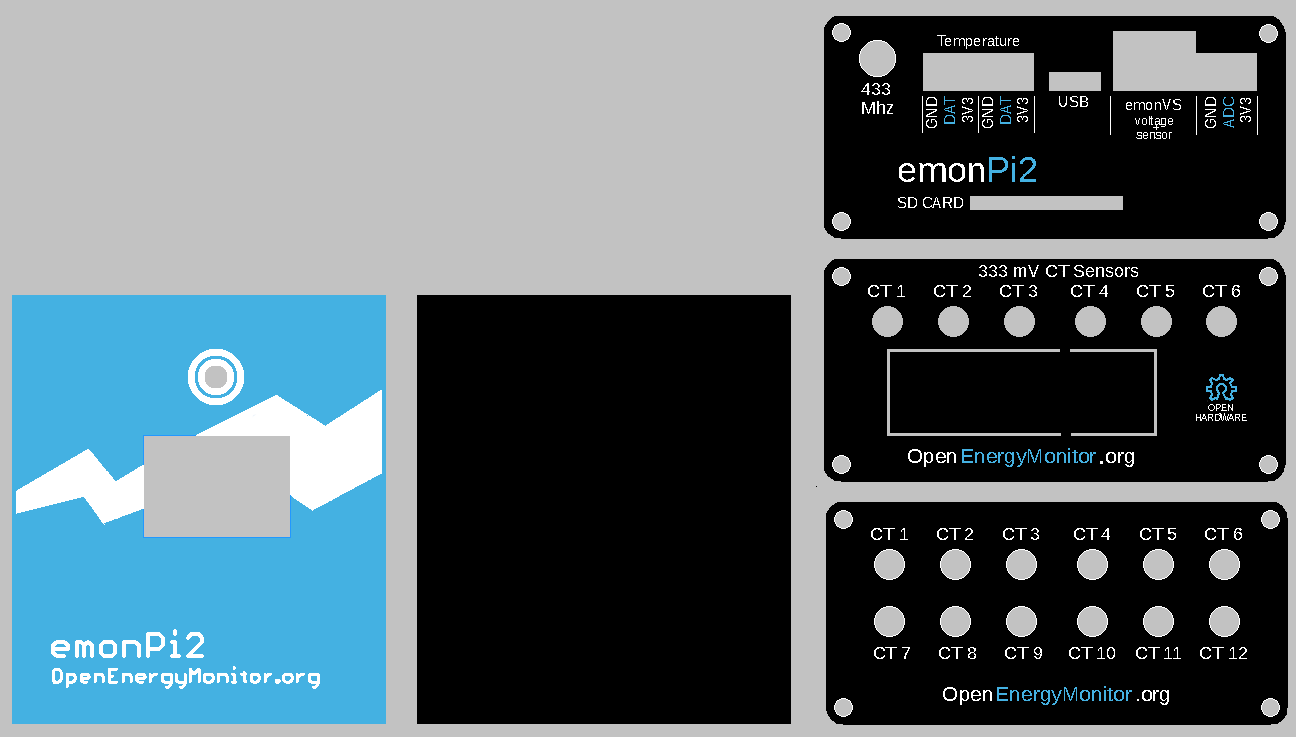 Temperature
433
Mhz
GND DAT 3V3 GND DAT 3V3
USB
emonVS
voltage
+
sensor
GND ADC 3V3
emonPi2
SD CARD
333 mV CT Sensors
CT 1 CT 2 CT 3 CT 4 CT 5 CT 6
OPEN
HARDWARE
OpenEnergyMonitor.org
CT 1 CT 2 CT 3 CT 4 CT 5 CT 6
CT 7 CT 8 CT 9 CT 10 CT 11 CT 12
OpenEnergyMonitor.org
emonPi2
OpenEnergyMonitor.org